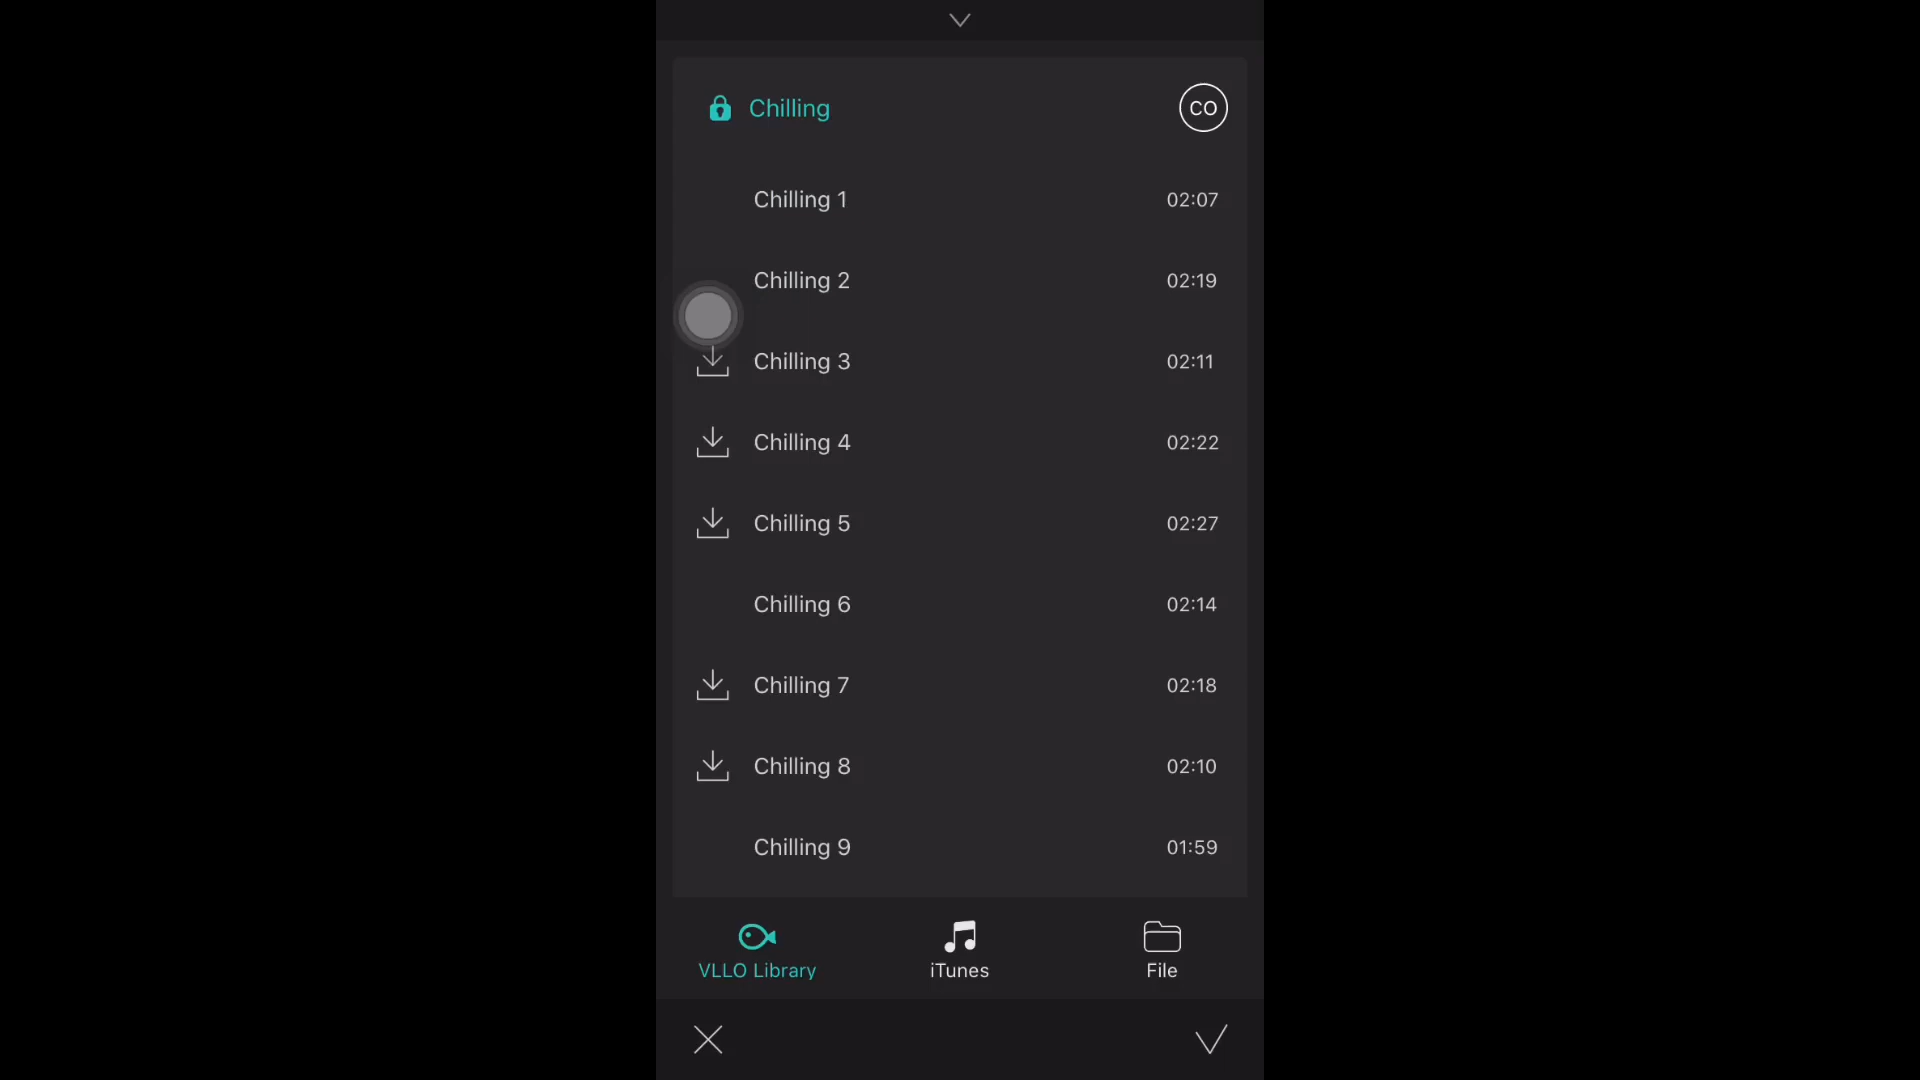 Chilling CO
Chilling 1 02:07
Chilling 2 02:19
Chilling 3 02:11
Chilling 4 02:22
Chilling 5 02:27
Chilling 6 02:14
Chilling 7 02:18
Chilling 8 02:10
Chilling 9 01:59
VLLO Library iTunes File